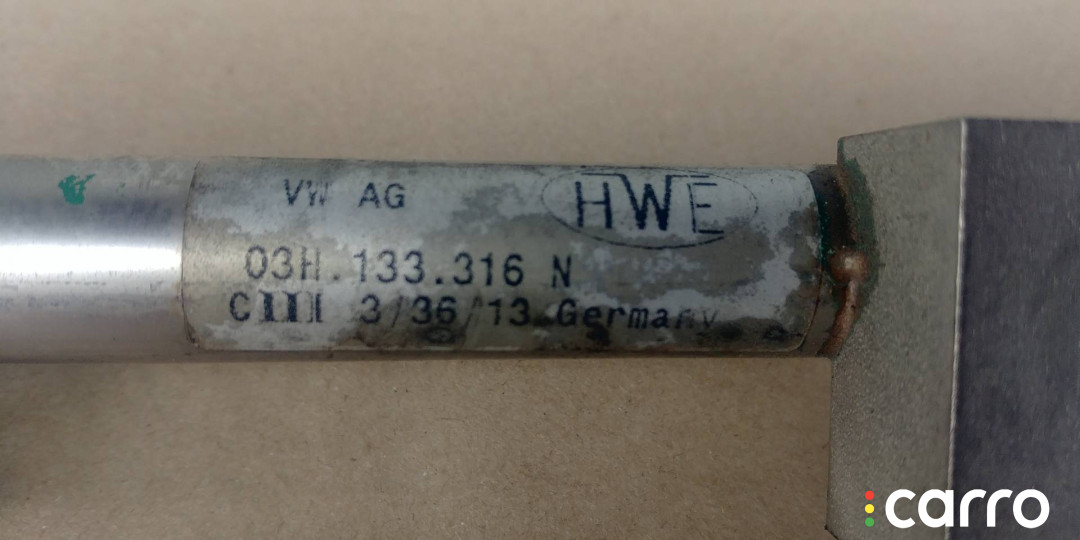 VW AG
HWE
03H.133.316 N
CIII 3/36/13 Germany
carro